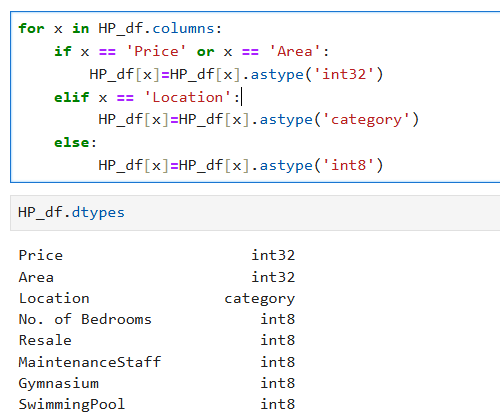 for x in HP_df.columns:
    if x == 'Price' or x == 'Area':
        HP_df[x]=HP_df[x].astype('int32')
    elif x == 'Location':
         HP_df[x]=HP_df[x].astype('category')
    else:
         HP_df[x]=HP_df[x].astype('int8')
HP_df.dtypes
Price                  int32
Area                   int32
Location            category
No. of Bedrooms         int8
Resale                  int8
MaintenanceStaff        int8
Gymnasium               int8
SwimmingPool            int8